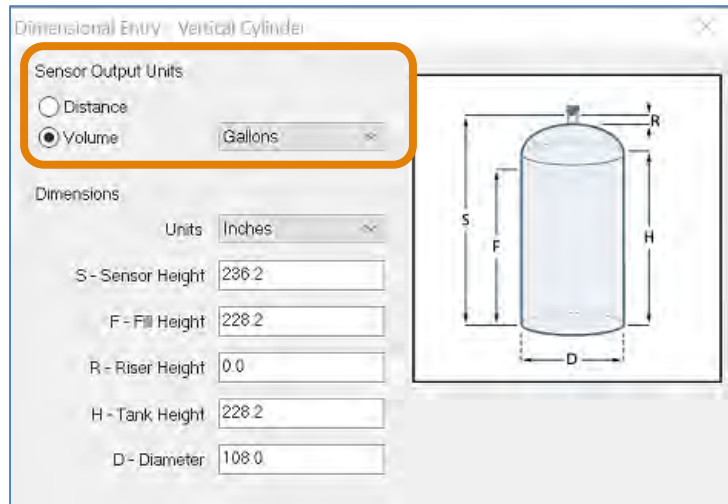 Dimensional Entry - Vertical Cylinder
Sensor Output Units
Distance
Volume Gallons
Dimensions
Units Inches
S - Sensor Height 236.2
F - Fill Height 228.2
R - Riser Height 0.0
H - Tank Height 228.2
D - Diameter 108.0
R
S
F
H
D